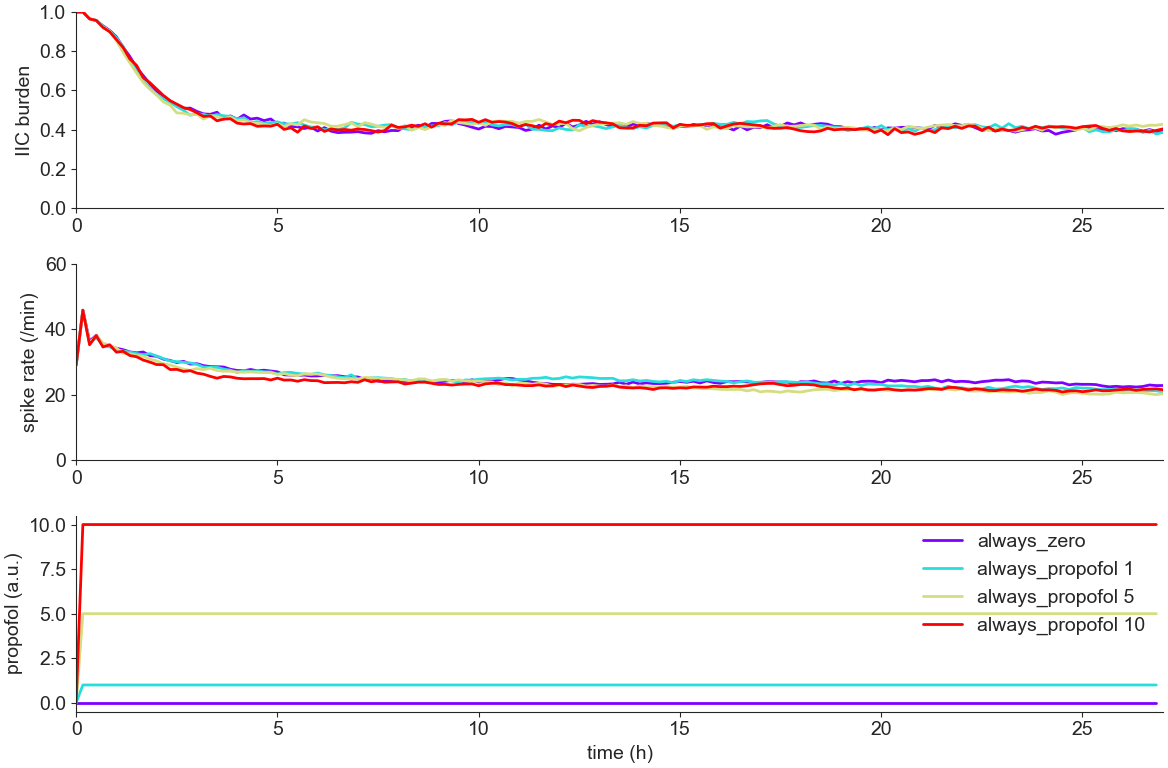 IIC burden
1.0
0.8
0.6
0.4
0.2
0.0
0 5 10 15 20 25
spike rate (/min)
60
40
20
0
0 5 10 15 20 25
propofol (a.u.)
10.0
7.5
5.0
2.5
0.0
always_zero
always_propofol 1
always_propofol 5
always_propofol 10
0 5 10 15 20 25
time (h)